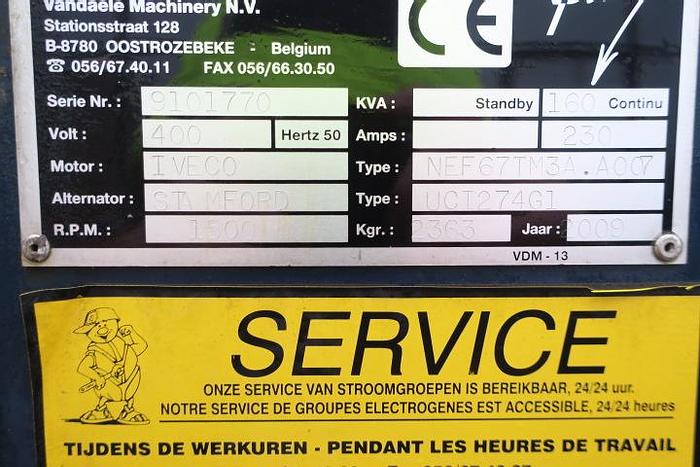 Vandaele Machinery N.V.
Stationsstraat 128
B-8780 OOSTROZEBEKE - Belgium
☎ 056/67.40.11 FAX 056/66.30.50
CE
Serie Nr. : 9101770 KVA : Standby 160 Continu
Volt : 400 Hertz 50 Amps : 230
Motor : IVECO Type : NEF67TM3A.A007
Alternator : STAMFORD Type : UCI274G1
R.P.M. : 1500 Kgr. : 2363 Jaar : 2009
VDM - 13
SERVICE
ONZE SERVICE VAN STROOMGROEPEN IS BEREIKBAAR, 24/24 uur.
NOTRE SERVICE DE GROUPES ELECTROGENES EST ACCESSIBLE, 24/24 heures
TIJDENS DE WERKUREN - PENDANT LES HEURES DE TRAVAIL